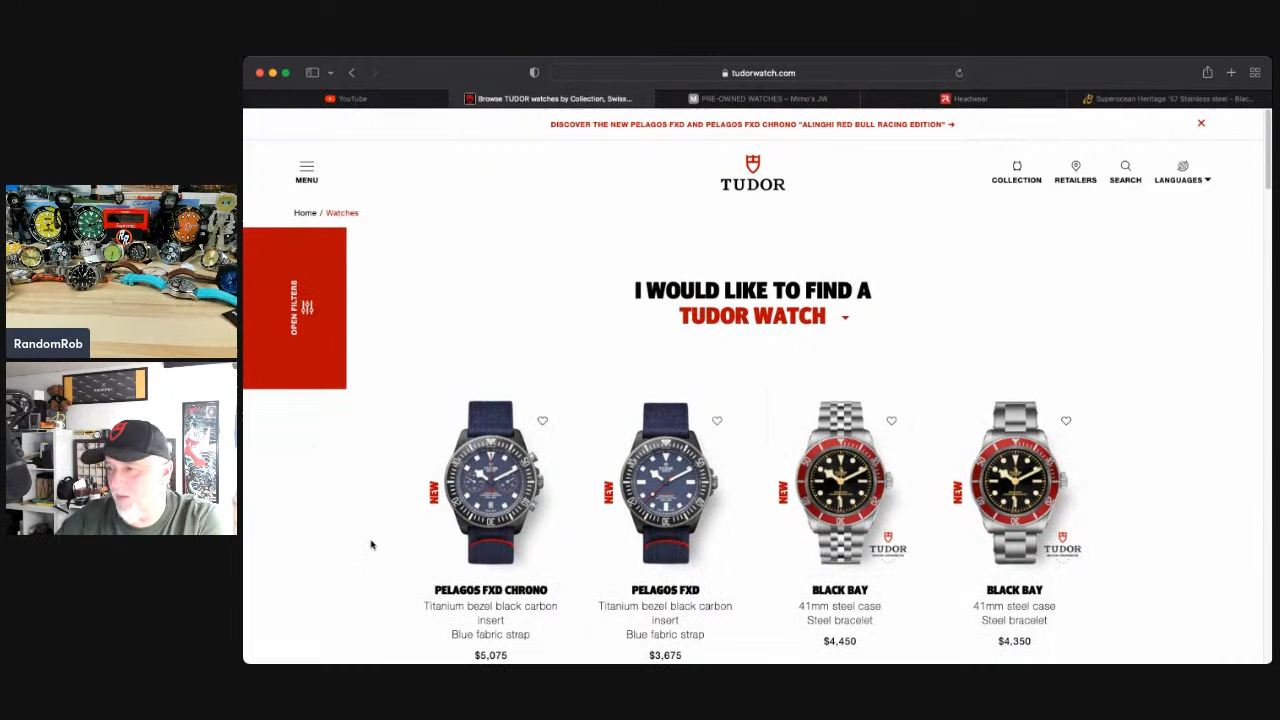 YouTube
Browse TUDOR watches by Collection, Swiss...
tudorwatch.com
PRE-OWNED WATCHES – Mimo's JW
Headwear
Superocean Heritage '57 Stainless steel - Blac...
DISCOVER THE NEW PELAGOS FXD AND PELAGOS FXD CHRONO "ALINGHI RED BULL RACING EDITION" →
MENU
TUDOR
COLLECTION
RETAILERS
SEARCH
LANGUAGES
Home / Watches
OPEN FILTERS
I WOULD LIKE TO FIND A
TUDOR WATCH
RandomRob
NEW
NEW
NEW
NEW
TUDOR
TUDOR
PELAGOS FXD CHRONO
Titanium bezel black carbon
insert
Blue fabric strap
$5,075
PELAGOS FXD
Titanium bezel black carbon
insert
Blue fabric strap
$3,675
BLACK BAY
41mm steel case
Steel bracelet
$4,450
BLACK BAY
41mm steel case
Steel bracelet
$4,350